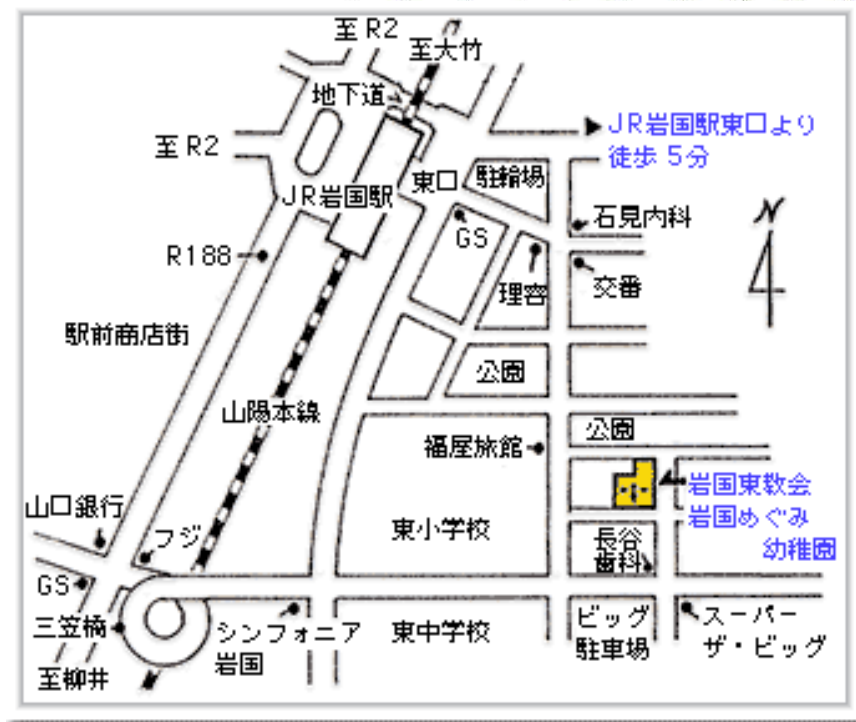 至 R2
至大竹
地下道
JR岩国駅東口より
徒歩 5分
至 R2
東口
駐輪場
JR岩国駅
石見内科
N
GS
R188
理容
交番
駅前商店街
公園
山陽本線
公園
福屋旅館
岩国東教会
岩国めぐみ
幼稚園
山口銀行
フジ
東小学校
長谷
歯科
GS
三笠橋
シンフォニア
岩国
東中学校
ビッグ
駐車場
スーパー
ザ・ビッグ
至柳井